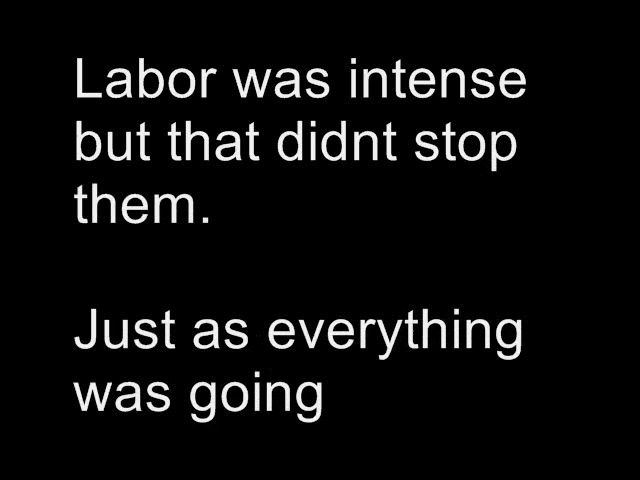 Labor was intense
but that didnt stop
them.
Just as everything
was going